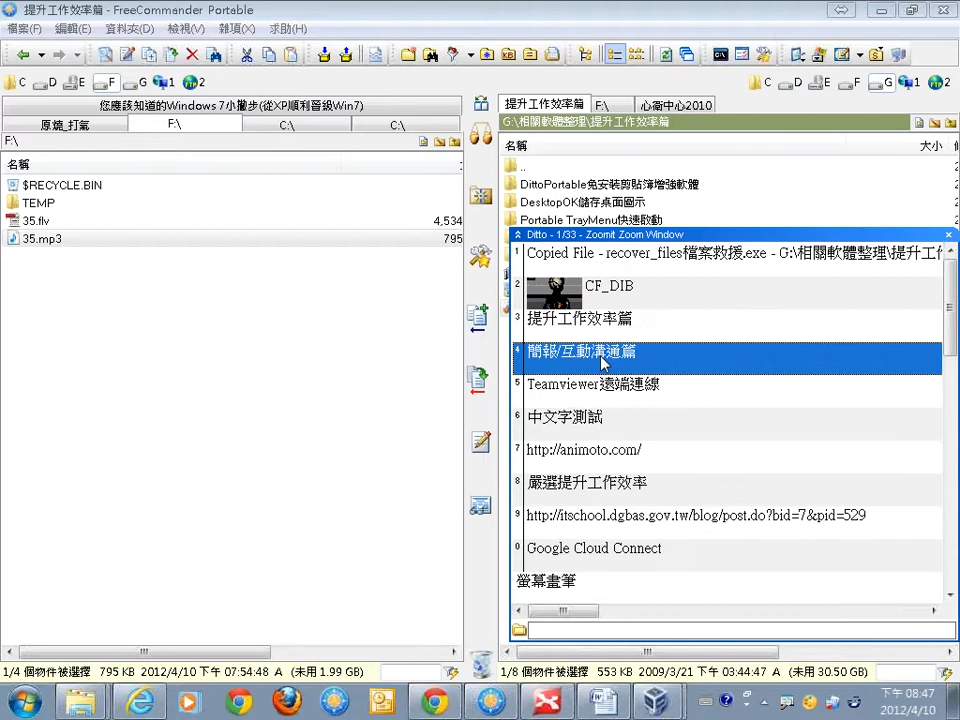 提升工作效率篇 - FreeCommander Portable
檔案(F) 編輯(E) 資料夾(D) 檢視(V) 雜項(X) 求助(H)
C D E F G 1 2
C D E F G 1 2
您應該知道的Windows 7小撇步(從XP順利晉級Win7)
原燒_打氣 F:\ C:\ C:\
F:\
名稱
$RECYCLE.BIN
TEMP
35.flv 4,534
35.mp3 795
1/4 個物件被選擇 795 KB 2012/4/10 下午 07:54:48 A (未用 1.99 GB)
提升工作效率篇 F:\ 心衛中心2010
G:\相關軟體整理\提升工作效率篇
名稱 大小
..
DittoPortable免安裝剪貼簿增強軟體
DesktopOK儲存桌面圖示
Portable TrayMenu快速啟動
Ditto - 1/33 - Zoomit Zoom Window
1 Copied File - recover_files檔案救援.exe - G:\相關軟體整理\提升工作
2 CF_DIB
3 提升工作效率篇
4 簡報/互動溝通篇
5 Teamviewer遠端連線
6 中文字測試
7 http://animoto.com/
8 嚴選提升工作效率
9 http://itschool.dgbas.gov.tw/blog/post.do?bid=7&pid=529
0 Google Cloud Connect
螢幕畫筆
1/8 個物件被選擇 553 KB 2009/3/21 下午 03:44:47 A (未用 30.50 GB)
下午 08:47
2012/4/10